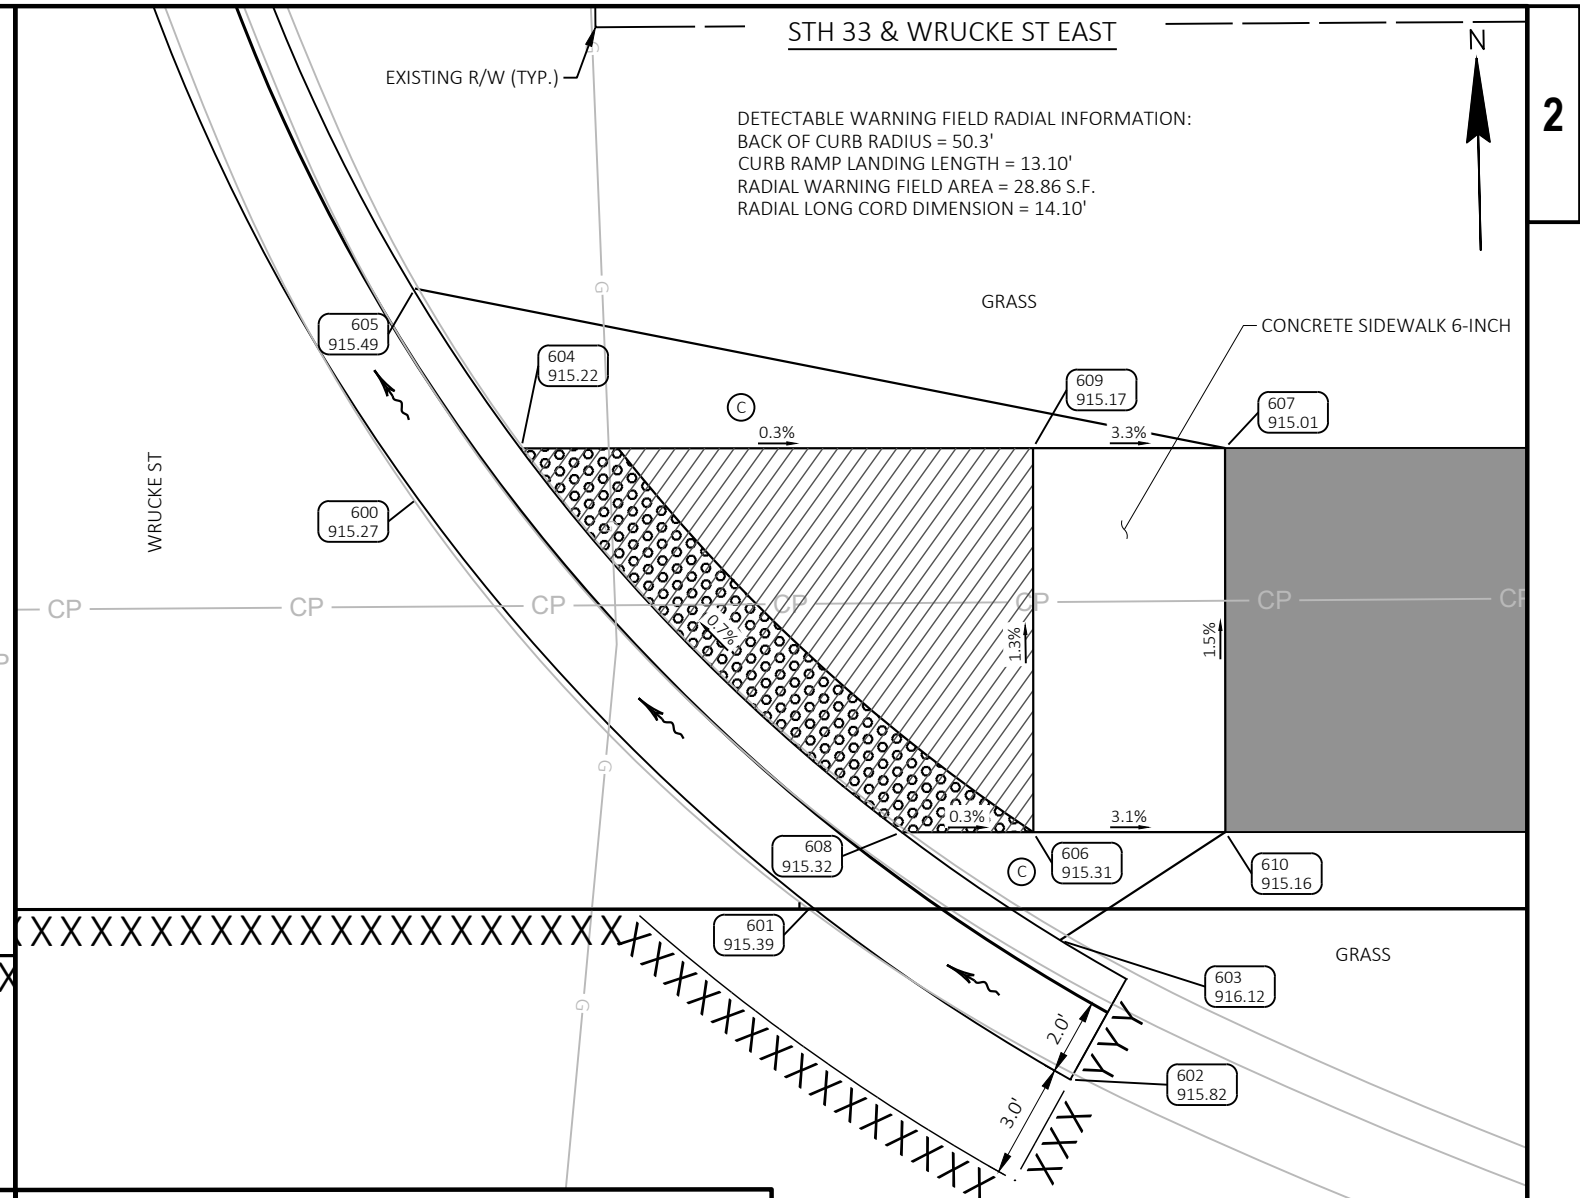 STH 33 & WRUCKE ST EAST
N
2
EXISTING R/W (TYP.)
G
DETECTABLE WARNING FIELD RADIAL INFORMATION:
BACK OF CURB RADIUS = 50.3'
CURB RAMP LANDING LENGTH = 13.10'
RADIAL WARNING FIELD AREA = 28.86 S.F.
RADIAL LONG CORD DIMENSION = 14.10'
G
GRASS
CONCRETE SIDEWALK 6-INCH
605
915.49
604
915.22
609
915.17
607
915.01
C
0.3%
3.3%
WRUCKE ST
600
915.27
CP
CP
CP
CP
CP
CP
CP
0.7%
1.3%
1.5%
P
G
0.3%
3.1%
608
915.32
606
915.31
C
610
915.16
XXXXXXXXXXXXXXXXXXXXX
601
915.39
GRASS
X
603
916.12
G
XXXXXXXXXXXXXXXXX
2.0'
YYY
602
915.82
3.0'
XXX